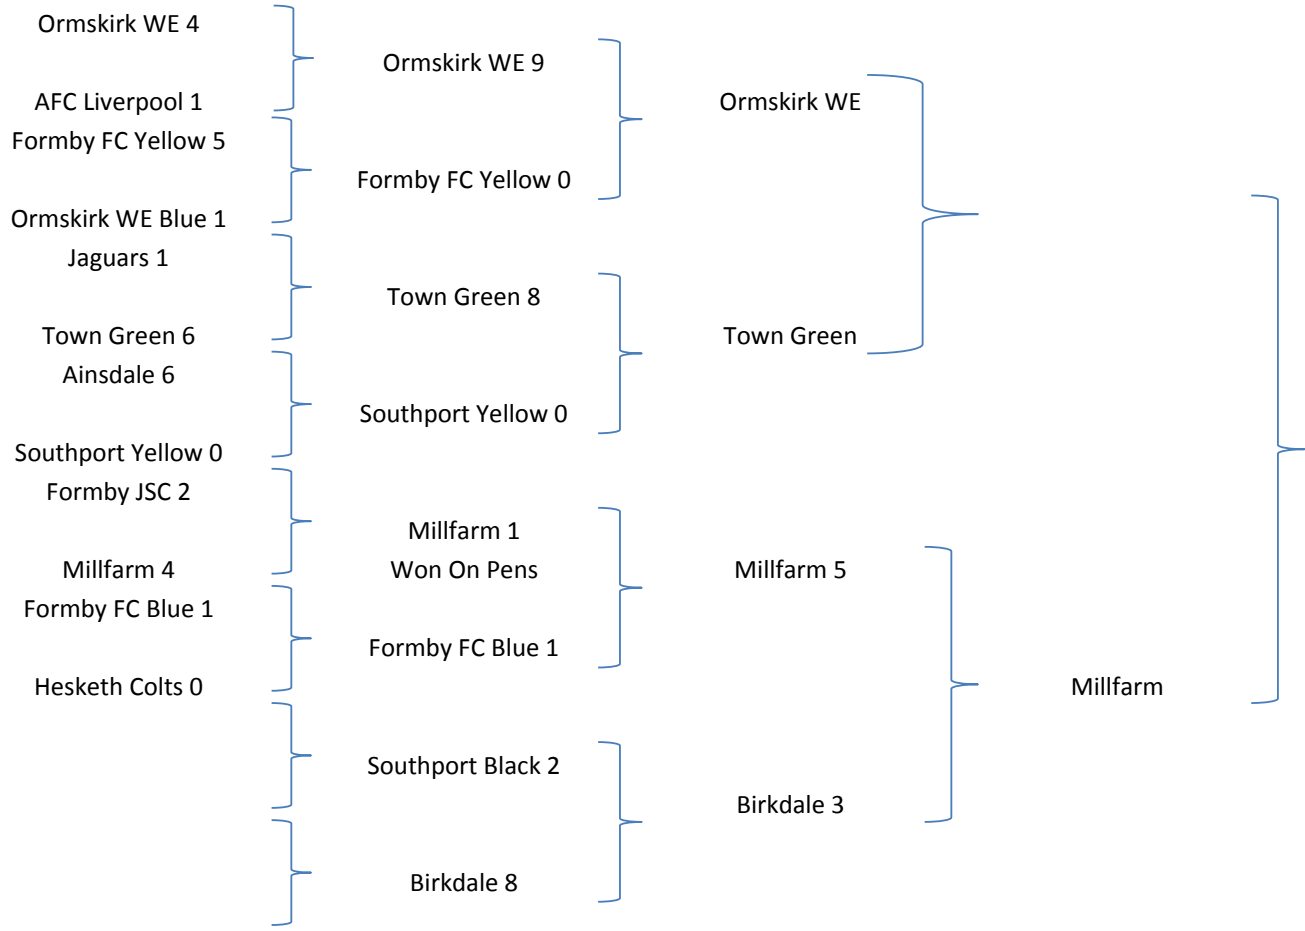 Ormskirk WE 4
AFC Liverpool 1
Formby FC Yellow 5
Ormskirk WE Blue 1
Jaguars 1
Town Green 6
Ainsdale 6
Southport Yellow 0
Formby JSC 2
Millfarm 4
Formby FC Blue 1
Hesketh Colts 0
Ormskirk WE 9
Formby FC Yellow 0
Town Green 8
Southport Yellow 0
Millfarm 1
Won On Pens
Formby FC Blue 1
Southport Black 2
Birkdale 8
Ormskirk WE
Town Green
Millfarm 5
Birkdale 3
Millfarm